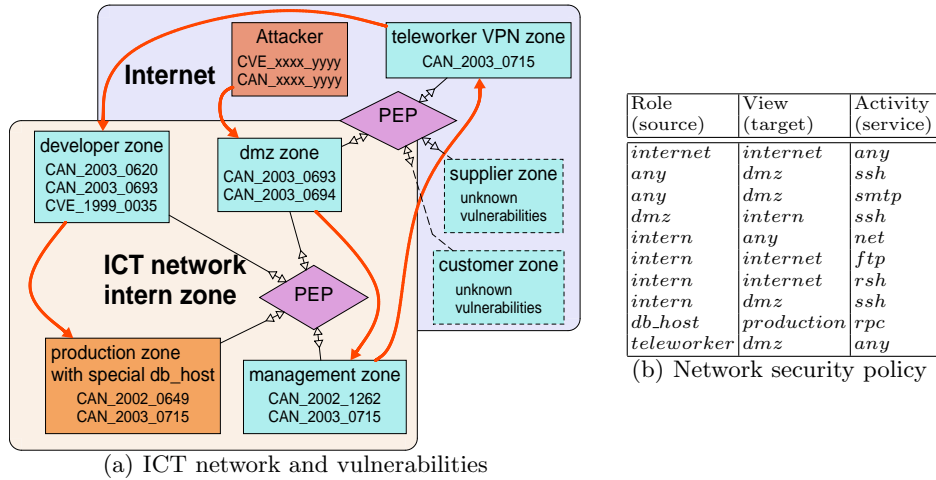 Attacker
CVE_xxxx_yyyy
CAN_xxxx_yyyy
teleworker VPN zone
CAN_2003_0715
Internet
PEP
developer zone
CAN_2003_0620
CAN_2003_0693
CVE_1999_0035
dmz zone
CAN_2003_0693
CAN_2003_0694
supplier zone
unknown
vulnerabilities
customer zone
unknown
vulnerabilities
ICT network
intern zone
PEP
production zone
with special db_host
CAN_2002_0649
CAN_2003_0715
management zone
CAN_2002_1262
CAN_2003_0715
(a) ICT network and vulnerabilities
Role View Activity
(source) (target) (service)
internet internet any
any dmz ssh
any dmz smtp
dmz intern ssh
intern any net
intern internet ftp
intern internet rsh
intern dmz ssh
db_host production rpc
teleworker dmz any
(b) Network security policy